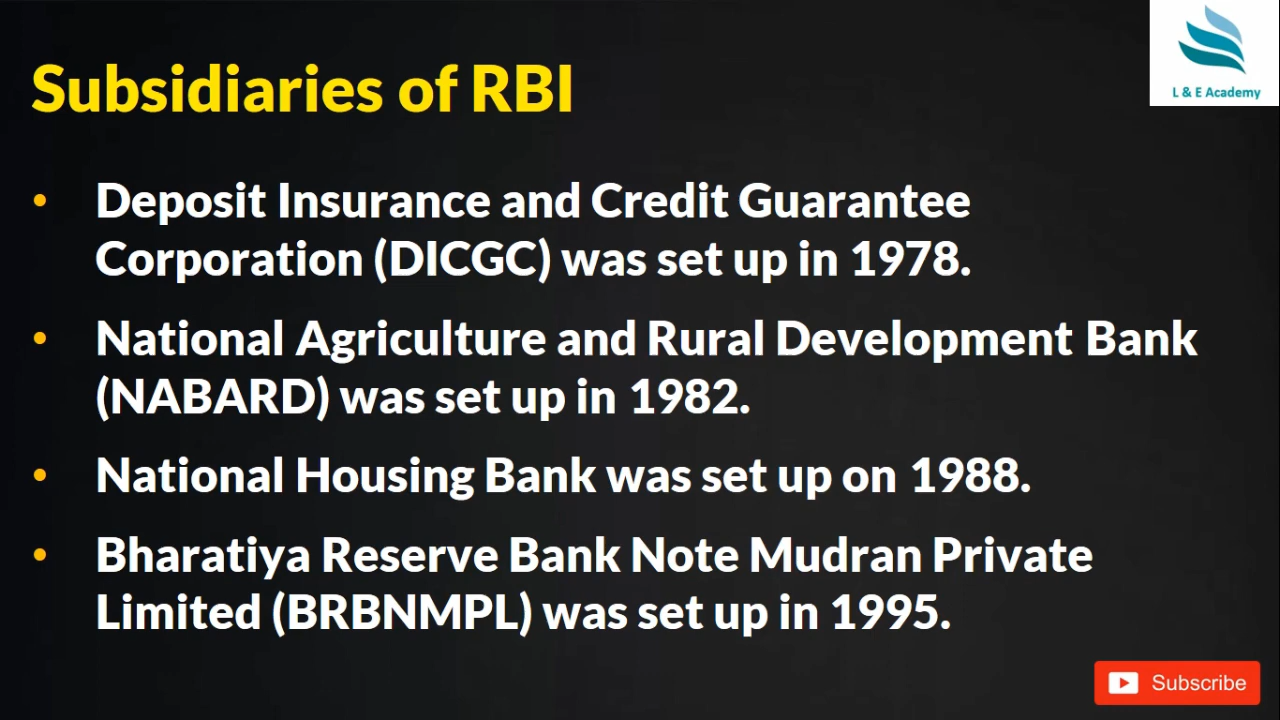 L & E Academy
Subsidiaries of RBI
• Deposit Insurance and Credit Guarantee
Corporation (DICGC) was set up in 1978.
• National Agriculture and Rural Development Bank
(NABARD) was set up in 1982.
• National Housing Bank was set up on 1988.
• Bharatiya Reserve Bank Note Mudran Private
Limited (BRBNMPL) was set up in 1995.
Subscribe